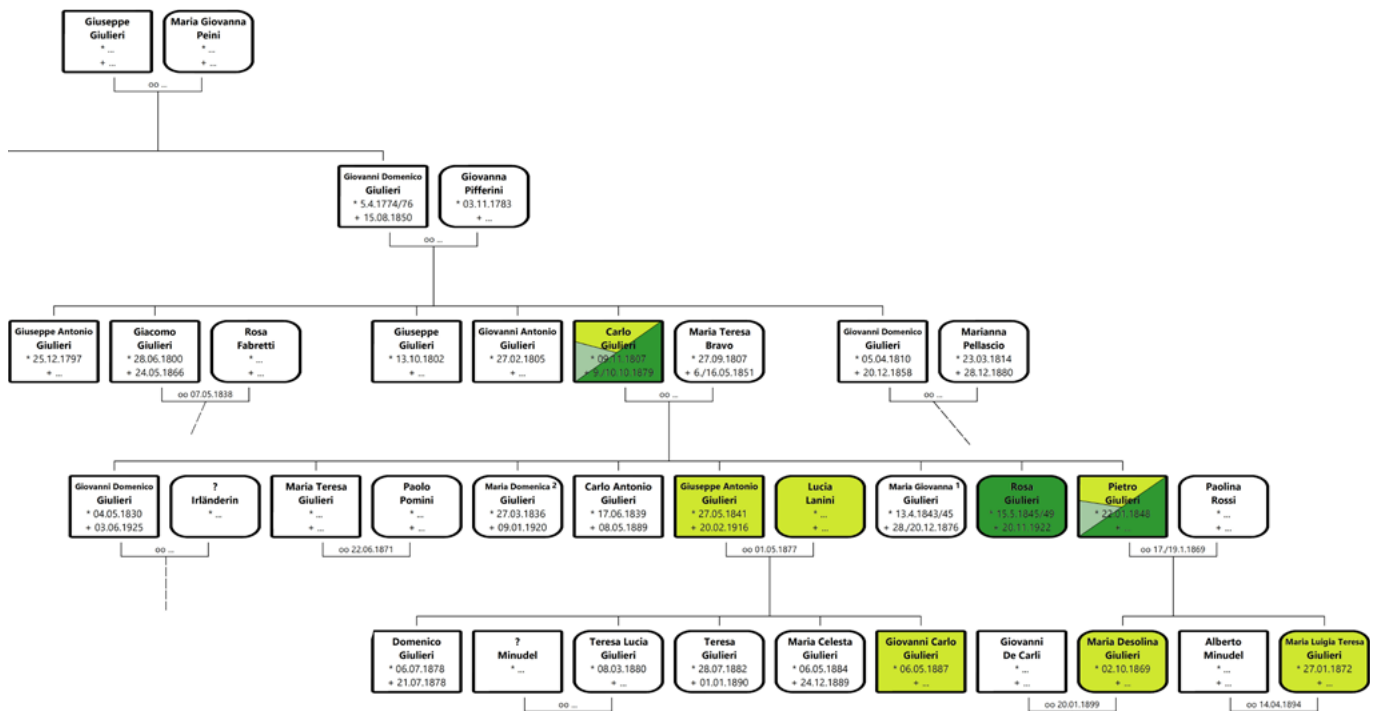 Giuseppe
Giulieri
* ...
+ ...
Maria Giovanna
Peini
* ...
+ ...
oo ...
Giovanni Domenico
Giulieri
* 5.4.1774/76
+ 15.08.1850
Giovanna
Pifferini
* 03.11.1783
+ ...
oo ...
Giuseppe Antonio
Giulieri
* 25.12.1797
+ ...
Giacomo
Giulieri
* 28.06.1800
+ 24.05.1866
Rosa
Fabretti
* ...
+ ...
oo 07.05.1838
Giuseppe
Giulieri
* 13.10.1802
+ ...
Giovanni Antonio
Giulieri
* 27.02.1805
+ ...
Carlo
Giulieri
* 09.11.1807
+ 9./10.10.1879
Maria Teresa
Bravo
* 27.09.1807
+ 6./16.05.1851
oo ...
Giovanni Domenico
Giulieri
* 05.04.1810
+ 20.12.1858
Marianna
Pellascio
* 23.03.1814
+ 28.12.1880
oo ...
Giovanni Domenico
Giulieri
* 04.05.1830
+ 03.06.1925
?
Irländerin
* ...
oo ...
Maria Teresa
Giulieri
* ...
+ ...
Paolo
Pomini
* ...
+ ...
oo 22.06.1871
Maria Domenica 2
Giulieri
* 27.03.1836
+ 09.01.1920
Carlo Antonio
Giulieri
* 17.06.1839
+ 08.05.1889
Giuseppe Antonio
Giulieri
* 27.05.1841
+ 20.02.1916
Lucia
Lanini
* ...
+ ...
oo 01.05.1877
Maria Giovanna 1
Giulieri
* 13.4.1843/45
+ 28./20.12.1876
Rosa
Giulieri
* 15.5.1845/49
+ 20.11.1922
Pietro
Giulieri
* 22.01.1848
+ ...
Paolina
Rossi
* ...
+ ...
oo 17./19.1.1869
Domenico
Giulieri
* 06.07.1878
+ 21.07.1878
?
Minudel
* ...
Teresa Lucia
Giulieri
* 08.03.1880
+ ...
oo ...
Teresa
Giulieri
* 28.07.1882
+ 01.01.1890
Maria Celesta
Giulieri
* 06.05.1884
+ 24.12.1889
Giovanni Carlo
Giulieri
* 06.05.1887
+ ...
Giovanni
De Carli
* ...
+ ...
Maria Desolina
Giulieri
* 02.10.1869
+ ...
oo 20.01.1899
Alberto
Minudel
* ...
+ ...
Maria Luigia Teresa
Giulieri
* 27.01.1872
+ ...
oo 14.04.1894